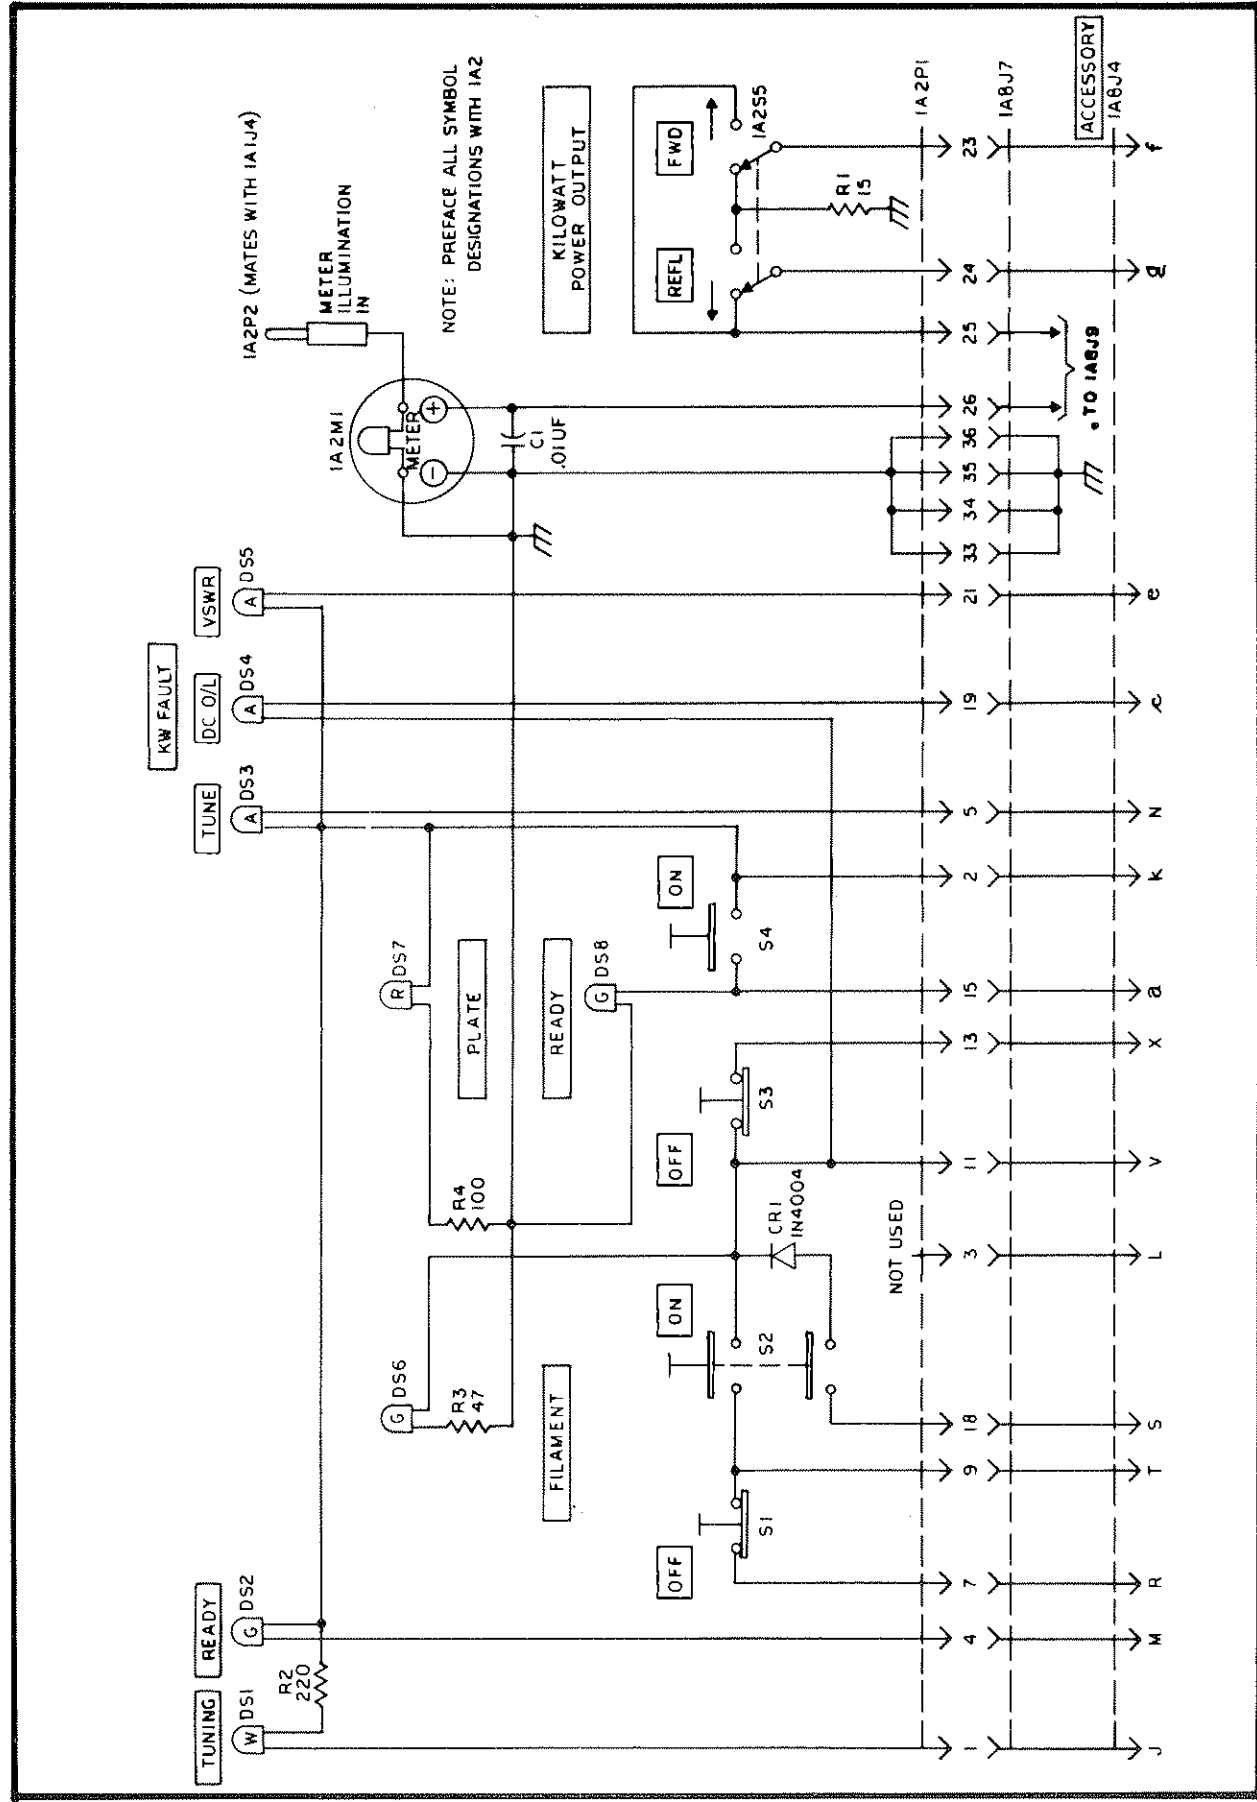 TUNING
READY
TUNE
KW FAULT
DC O/L
VSWR
W DS1
G DS2
A DS3
A DS4
A DS5
R2
220
1A2P2 (MATES WITH 1A1J4)
METER
ILLUMINATION
IN
1A2M1
METER
+
−
C1
.01UF
NOTE: PREFACE ALL SYMBOL
DESIGNATIONS WITH 1A2
G DS6
R3
47
R DS7
R4
100
PLATE
READY
G DS8
FILAMENT
KILOWATT
POWER OUTPUT
OFF
ON
OFF
ON
REFL
FWD
S1
S2
S3
S4
1A2S5
CR1
1N4004
R1
15
NOT USED
1A2P1
1 4 7 9 18 3 11 13 15 2 5 19 21 33 34 35 36 26 25 24 23
1A8J7
TO 1A8J9
ACCESSORY
1A8J4
J M R T S L V X a k N c e g f